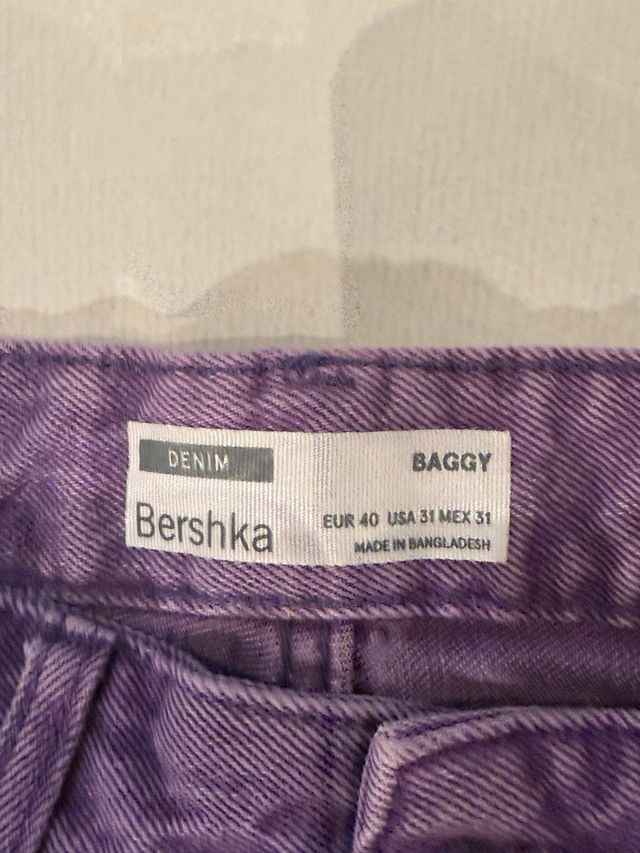 DENIM
BAGGY
Bershka
EUR 40 USA 31 MEX 31
MADE IN BANGLADESH